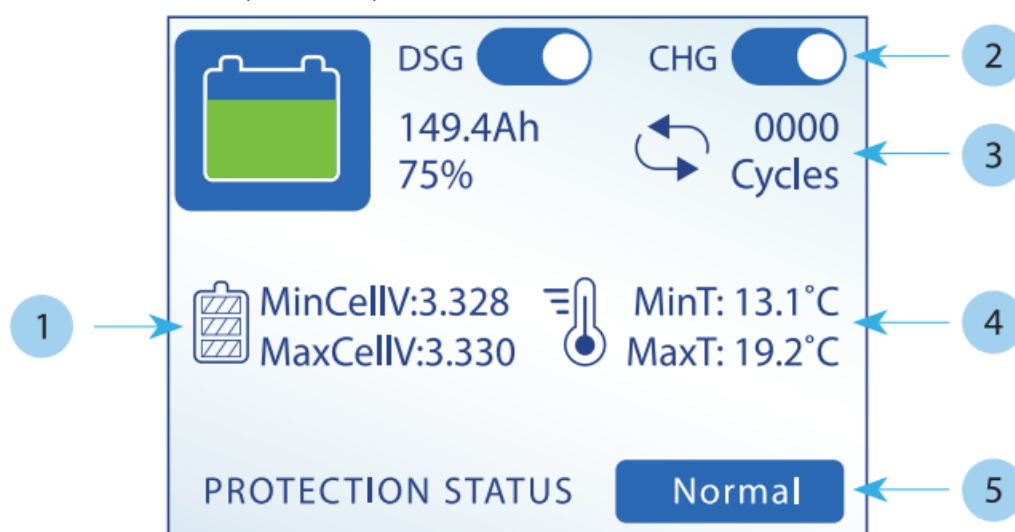 DSG
CHG
2
149.4Ah
75%
0000
Cycles
3
1
MinCellV:3.328
MaxCellV:3.330
MinT: 13.1°C
MaxT: 19.2°C
4
PROTECTION STATUS
Normal
5